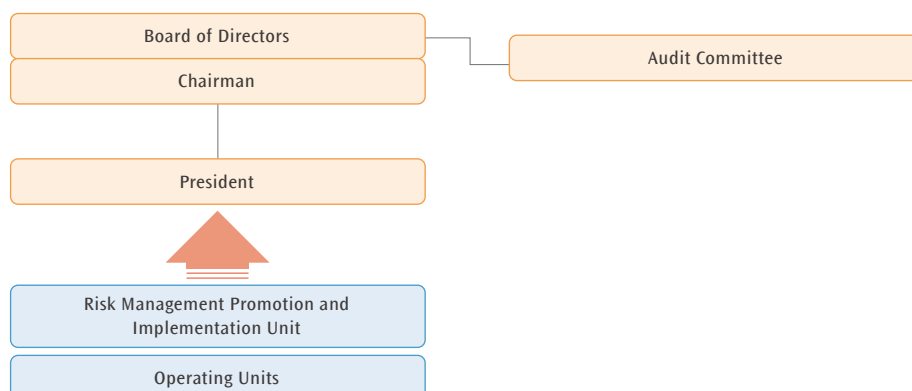 Board of Directors
Audit Committee
Chairman
President
Risk Management Promotion and
Implementation Unit
Operating Units